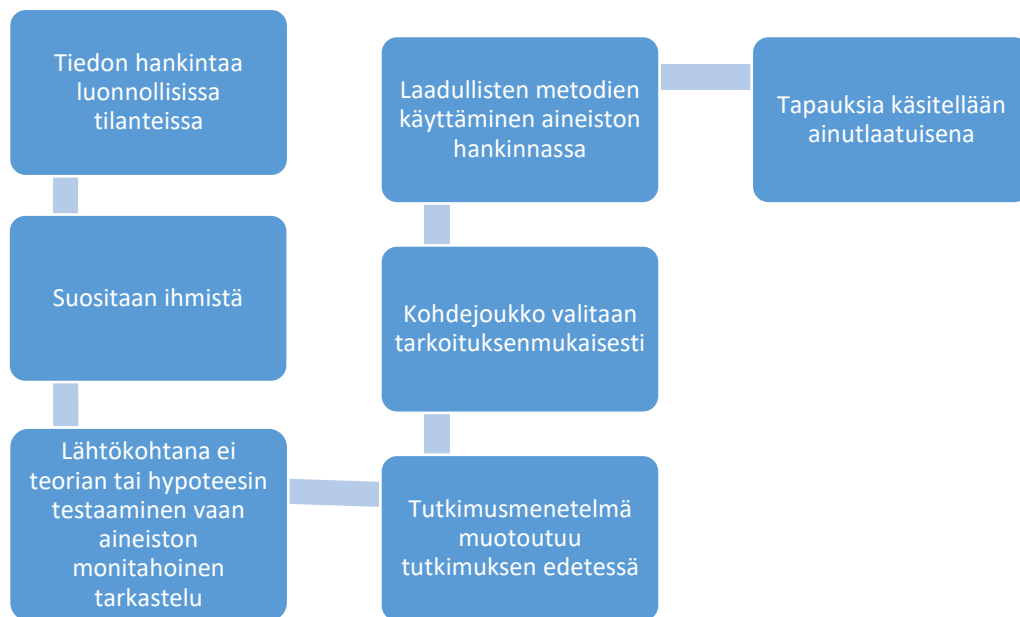 Tiedon hankintaa
luonnollisissa
tilanteissa
Suositaan ihmistä
Lähtökohtana ei
teorian tai hypoteesin
testaaminen vaan
aineiston
monitahoinen
tarkastelu
Tutkimusmenetelmä
muotoutuu
tutkimuksen edetessä
Kohdejoukko valitaan
tarkoituksenmukaisesti
Laadullisten metodien
käyttäminen aineiston
hankinnassa
Tapauksia käsitellään
ainutlaatuisena